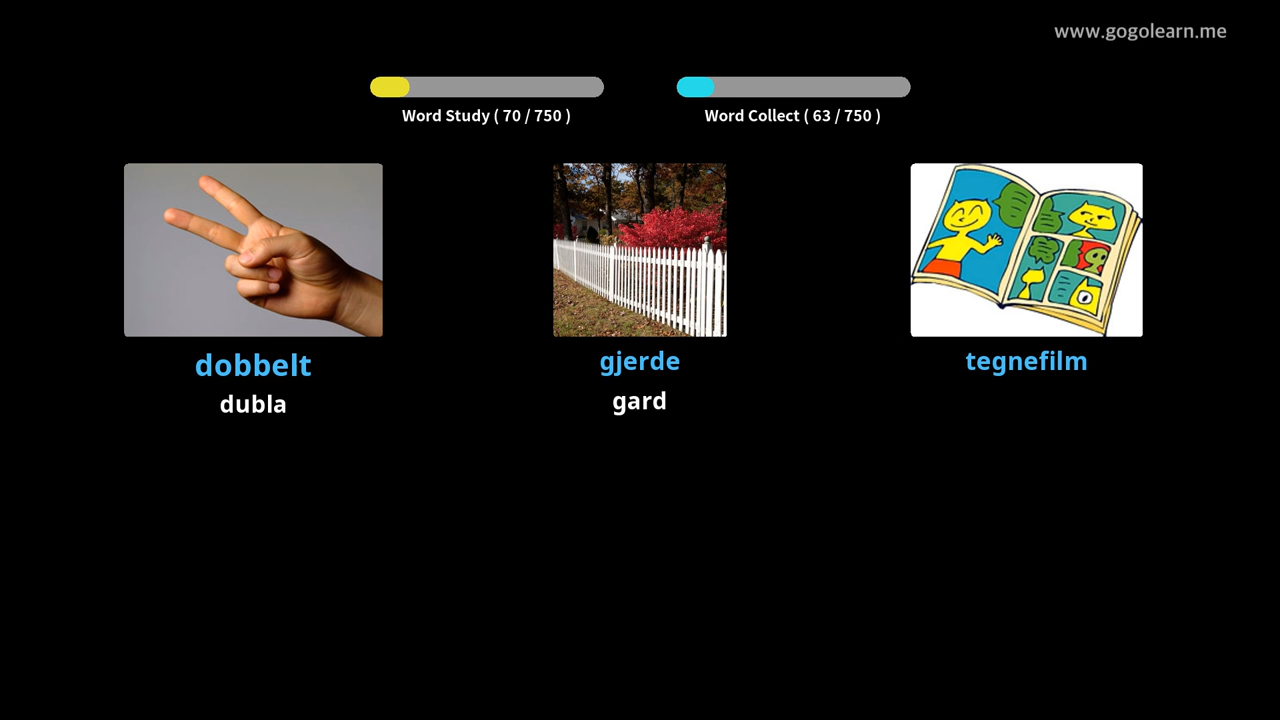 www.gogolearn.me
Word Study ( 70 / 750 )
Word Collect ( 63 / 750 )
dobbelt
dubla
gjerde
gard
tegnefilm